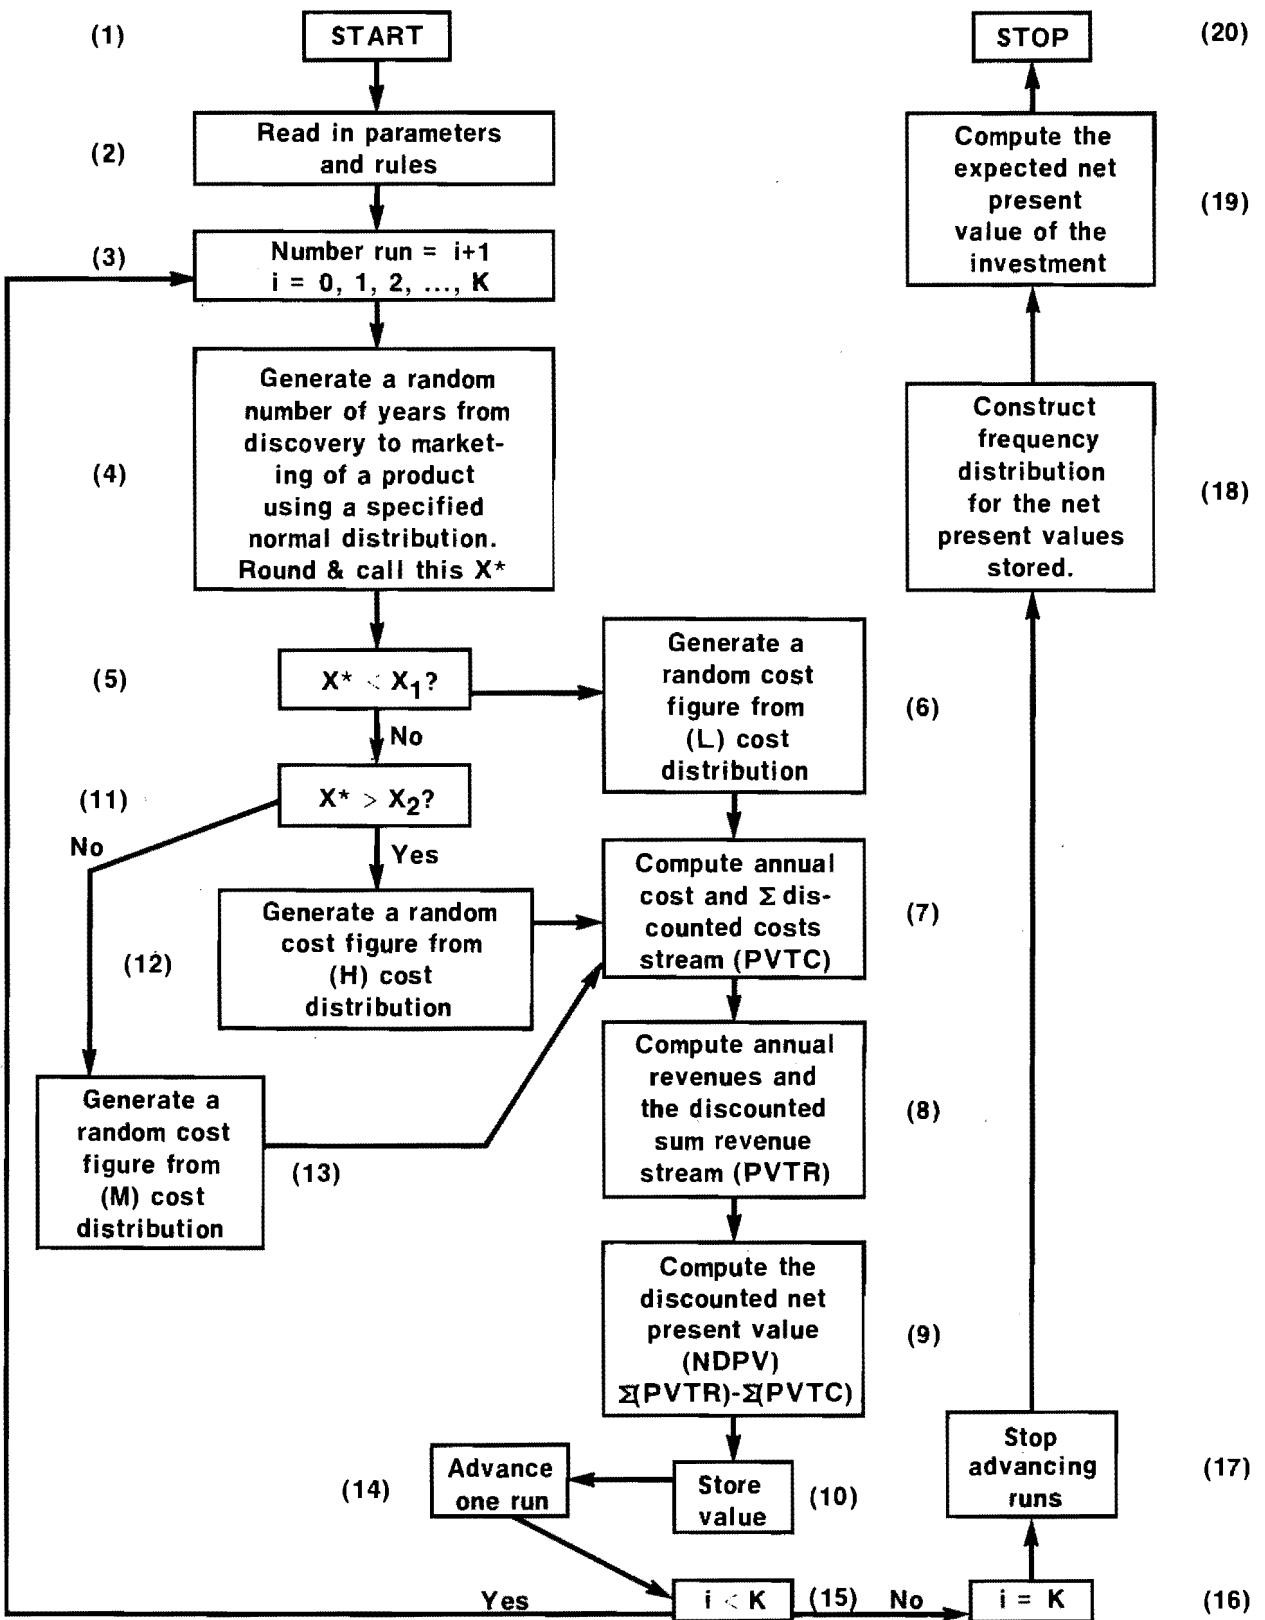 (1)
START
(2)
Read in parameters
and rules
(3)
Number run = i+1
i = 0, 1, 2, ..., K
(4)
Generate a random
number of years from
discovery to market-
ing of a product
using a specified
normal distribution.
Round & call this X*
(5)
X* < X1?
No
Generate a
random cost
figure from
(L) cost
distribution
(6)
(11)
X* > X2?
No
Yes
Compute annual
cost and Σ dis-
counted costs
stream (PVTC)
(7)
(12)
Generate a random
cost figure from
(H) cost
distribution
Compute annual
revenues and
the discounted
sum revenue
stream (PVTR)
(8)
Generate a
random cost
figure from
(M) cost
distribution
(13)
Compute the
discounted net
present value
(NDPV)
Σ(PVTR)-Σ(PVTC)
(9)
Store
value
(10)
(14)
Advance
one run
i < K
(15)
Yes
No
i = K
(16)
Stop
advancing
runs
(17)
Construct
frequency
distribution
for the net
present values
stored.
(18)
Compute the
expected net
present
value of the
investment
(19)
STOP
(20)